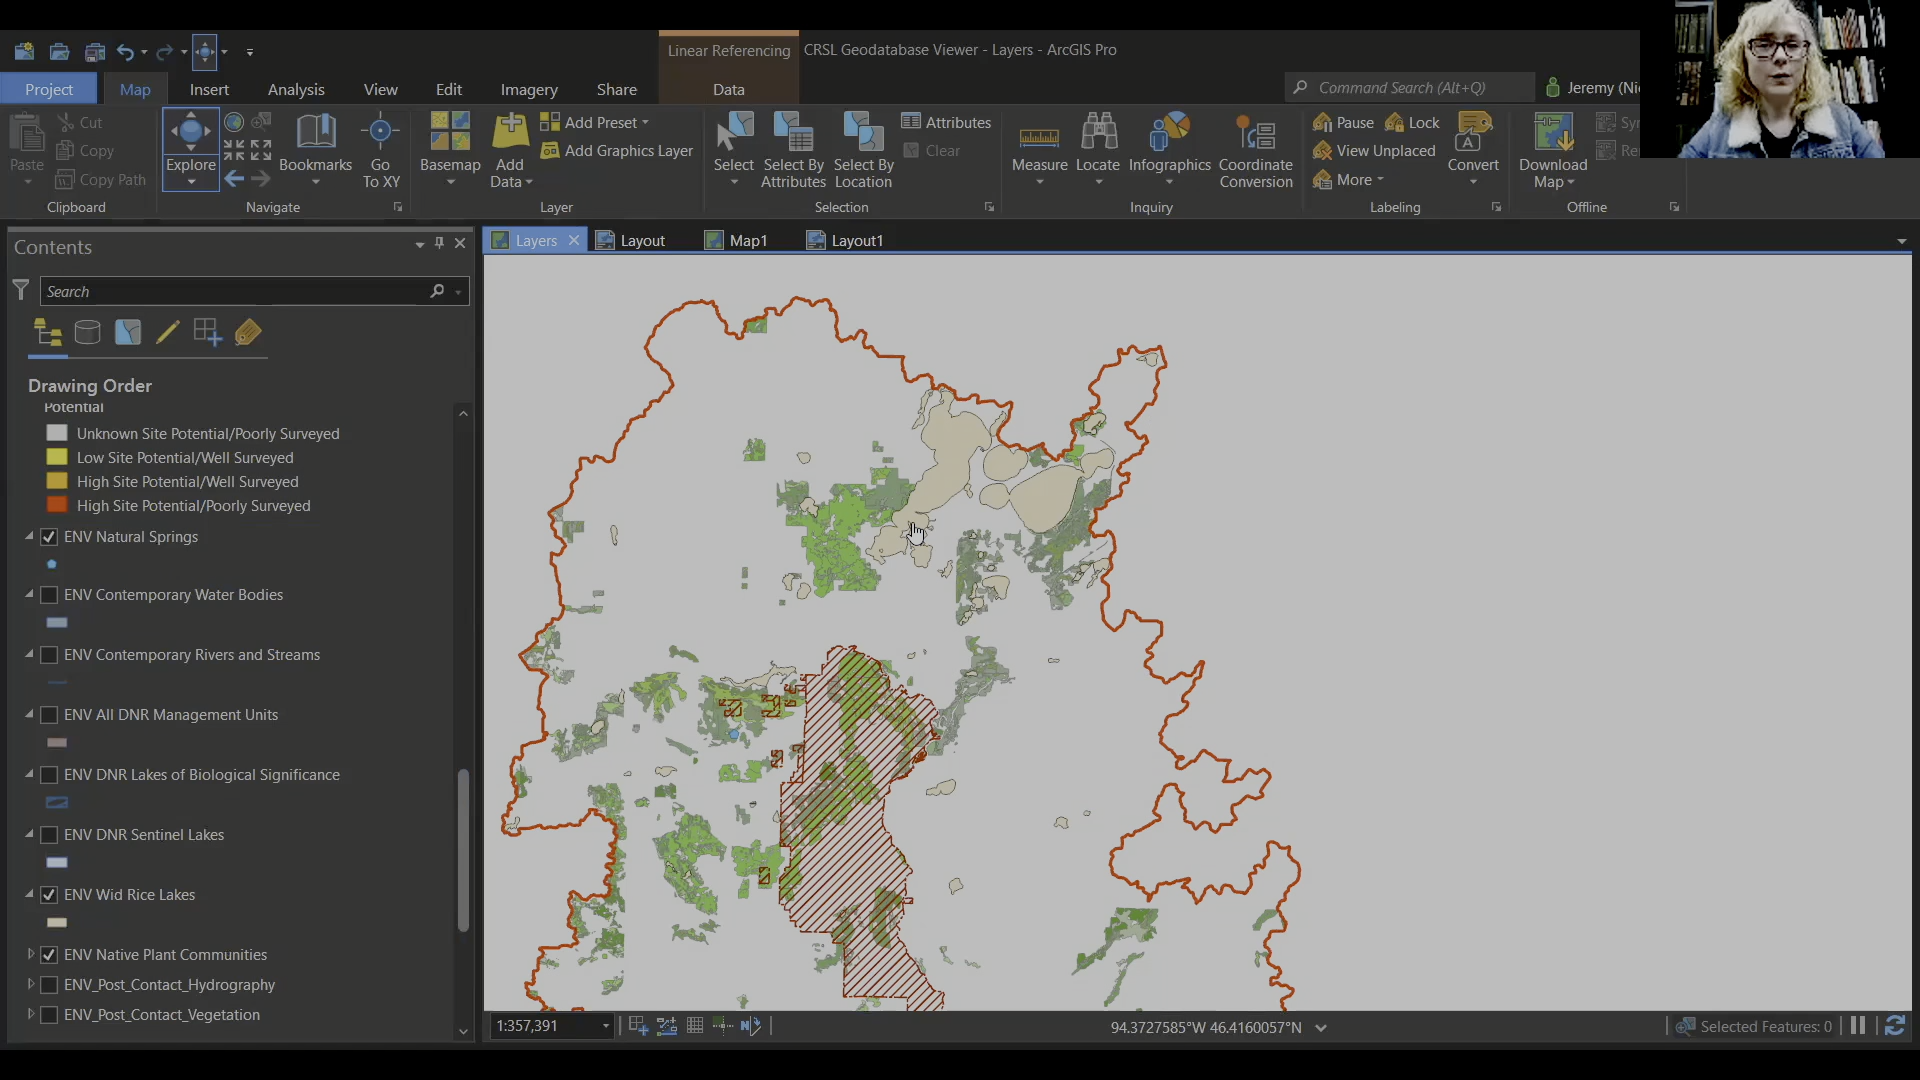 Linear Referencing
CRSL Geodatabase Viewer - Layers - ArcGIS Pro
Project
Map
Insert
Analysis
View
Edit
Imagery
Share
Data
Command Search (Alt+Q)
Jeremy (Ni
Paste
Cut
Copy
Copy Path
Clipboard
Explore
Bookmarks
Go
To XY
Navigate
Basemap
Add
Data
Add Preset
Add Graphics Layer
Layer
Select
Select By
Attributes
Select By
Location
Attributes
Clear
Selection
Measure
Locate
Infographics
Coordinate
Conversion
Inquiry
Pause
Lock
View Unplaced
More
Convert
Labeling
Download
Map
Offline
Contents
Search
Layers
Layout
Map1
Layout1
Drawing Order
Potential
Unknown Site Potential/Poorly Surveyed
Low Site Potential/Well Surveyed
High Site Potential/Well Surveyed
High Site Potential/Poorly Surveyed
ENV Natural Springs
ENV Contemporary Water Bodies
ENV Contemporary Rivers and Streams
ENV All DNR Management Units
ENV DNR Lakes of Biological Significance
ENV DNR Sentinel Lakes
ENV Wid Rice Lakes
ENV Native Plant Communities
ENV_Post_Contact_Hydrography
ENV_Post_Contact_Vegetation
1:357,391
94.3727585°W 46.4160057°N
Selected Features: 0